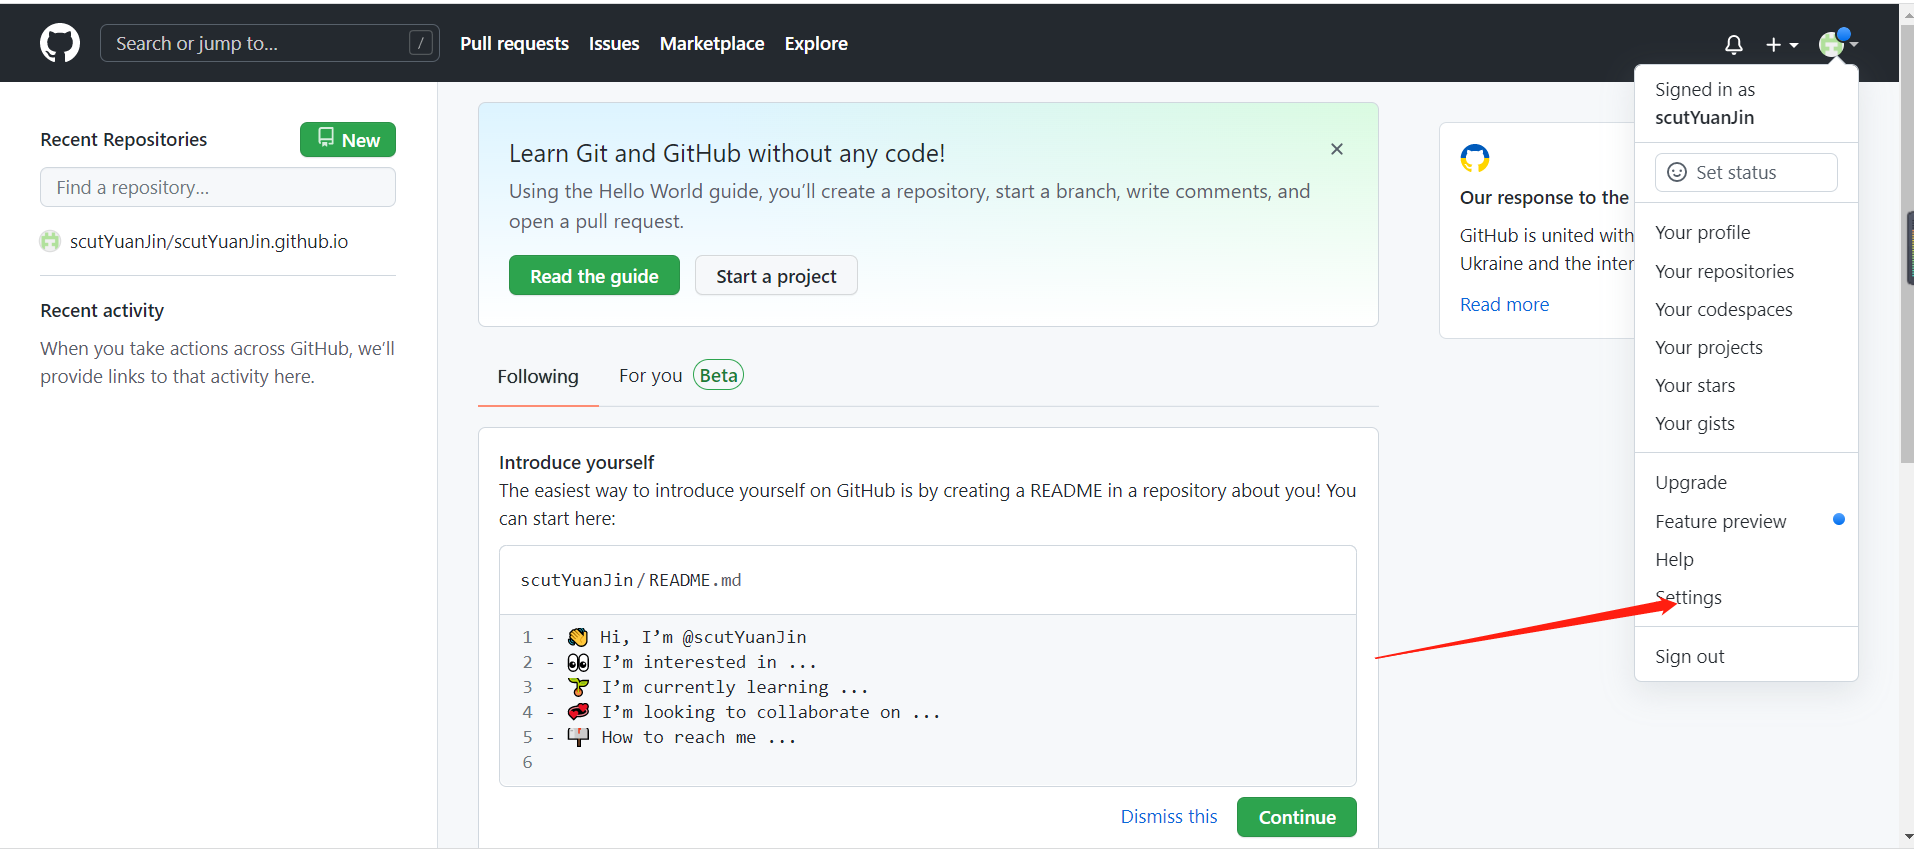 Search or jump to...
/
Pull requests
Issues
Marketplace
Explore
Recent Repositories
New
Find a repository...
scutYuanJin/scutYuanJin.github.io
Recent activity
When you take actions across GitHub, we’ll
provide links to that activity here.
Learn Git and GitHub without any code!
Using the Hello World guide, you’ll create a repository, start a branch, write comments, and
open a pull request.
Read the guide
Start a project
Following
For you
Beta
Introduce yourself
The easiest way to introduce yourself on GitHub is by creating a README in a repository about you! You
can start here:
scutYuanJin/README.md
1 - 👋 Hi, I’m @scutYuanJin
2 - 👀 I’m interested in ...
3 - 🌱 I’m currently learning ...
4 - 💞️ I’m looking to collaborate on ...
5 - 📫 How to reach me ...
6
Dismiss this
Continue
Our response to the
GitHub is united with
Ukraine and the inter
Read more
Signed in as
scutYuanJin
Set status
Your profile
Your repositories
Your codespaces
Your projects
Your stars
Your gists
Upgrade
Feature preview
Help
Settings
Sign out